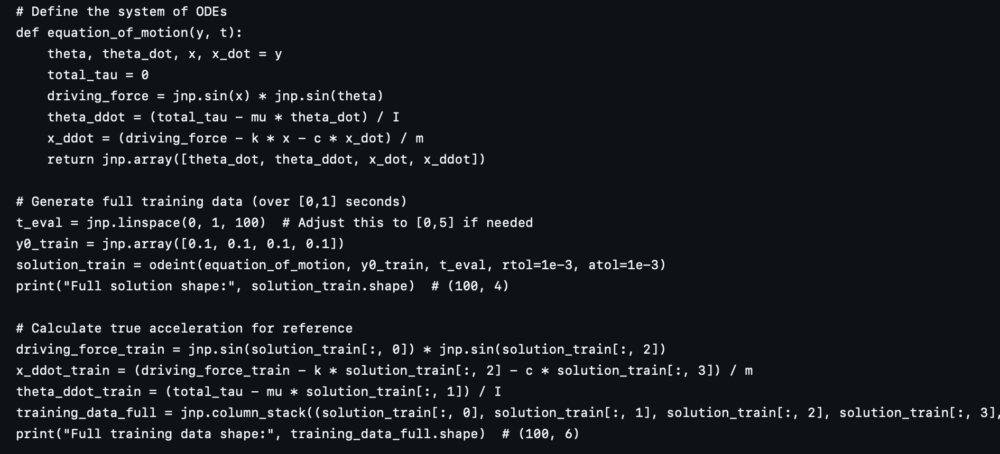 # Define the system of ODEs
def equation_of_motion(y, t):
    theta, theta_dot, x, x_dot = y
    total_tau = 0
    driving_force = jnp.sin(x) * jnp.sin(theta)
    theta_ddot = (total_tau - mu * theta_dot) / I
    x_ddot = (driving_force - k * x - c * x_dot) / m
    return jnp.array([theta_dot, theta_ddot, x_dot, x_ddot])

# Generate full training data (over [0,1] seconds)
t_eval = jnp.linspace(0, 1, 100)  # Adjust this to [0,5] if needed
y0_train = jnp.array([0.1, 0.1, 0.1, 0.1])
solution_train = odeint(equation_of_motion, y0_train, t_eval, rtol=1e-3, atol=1e-3)
print("Full solution shape:", solution_train.shape)  # (100, 4)

# Calculate true acceleration for reference
driving_force_train = jnp.sin(solution_train[:, 0]) * jnp.sin(solution_train[:, 2])
x_ddot_train = (driving_force_train - k * solution_train[:, 2] - c * solution_train[:, 3]) / m
theta_ddot_train = (total_tau - mu * solution_train[:, 1]) / I
training_data_full = jnp.column_stack((solution_train[:, 0], solution_train[:, 1], solution_train[:, 2], solution_train[:, 3],
print("Full training data shape:", training_data_full.shape)  # (100, 6)